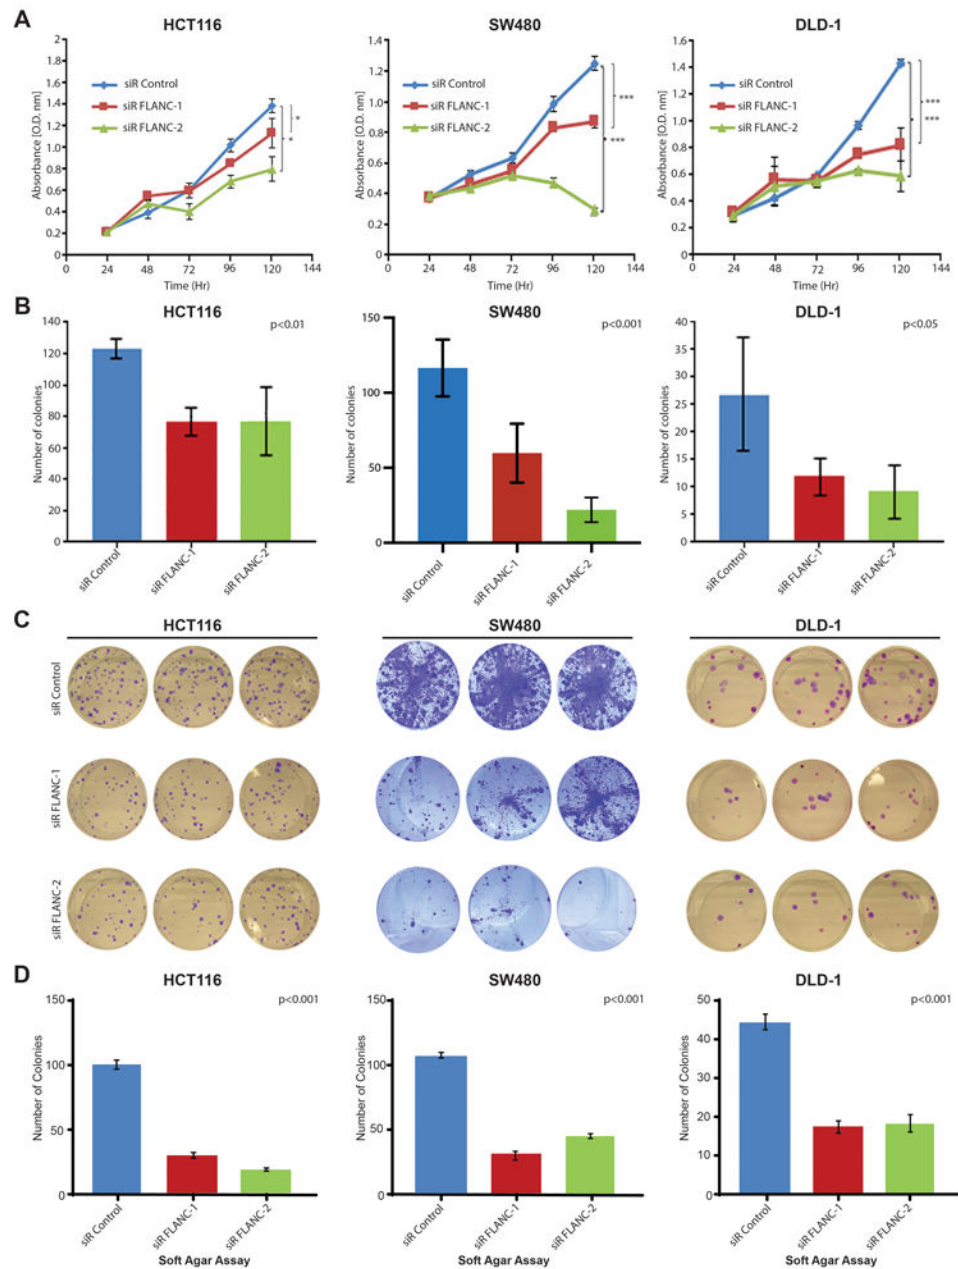 A
HCT116
SW480
DLD-1
Absorbance [O.D. nm]
2
1.8
1.6
1.4
1.2
1
0.8
0.6
0.4
0.2
0
siR Control
siR FLANC-1
siR FLANC-2
*
*
0 24 48 72 96 120 144
Time (Hr)
Absorbance [O.D. nm]
1.4
1.2
1.0
0.8
0.6
0.4
0.2
0
siR Control
siR FLANC-1
siR FLANC-2
***
***
0 24 48 72 96 120 144
Time (Hr)
Absorbance [O.D. nm]
1.6
1.4
1.2
1.0
0.8
0.6
0.4
0.2
0
siR Control
siR FLANC-1
siR FLANC-2
***
***
0 24 48 72 96 120 144
Time (Hr)
B
HCT116
SW480
DLD-1
p<0.01
Number of colonies
140
120
100
80
60
40
20
0
siR Control
siR FLANC-1
siR FLANC-2
p<0.001
Number of colonies
150
100
50
0
siR Control
siR FLANC-1
siR FLANC-2
p<0.05
Number of colonies
40
35
30
25
20
15
10
5
0
siR Control
siR FLANC-1
siR FLANC-2
C
HCT116
SW480
DLD-1
siR Control
siR FLANC-1
siR FLANC-2
D
HCT116
SW480
DLD-1
p<0.001
Number of Colonies
150
100
50
0
siR Control
siR FLANC-1
siR FLANC-2
Soft Agar Assay
p<0.001
Number of Colonies
150
100
50
0
siR Control
siR FLANC-1
siR FLANC-2
Soft Agar Assay
p<0.001
Number of Colonies
50
40
30
20
10
0
siR Control
siR FLANC-1
siR FLANC-2
Soft Agar Assay